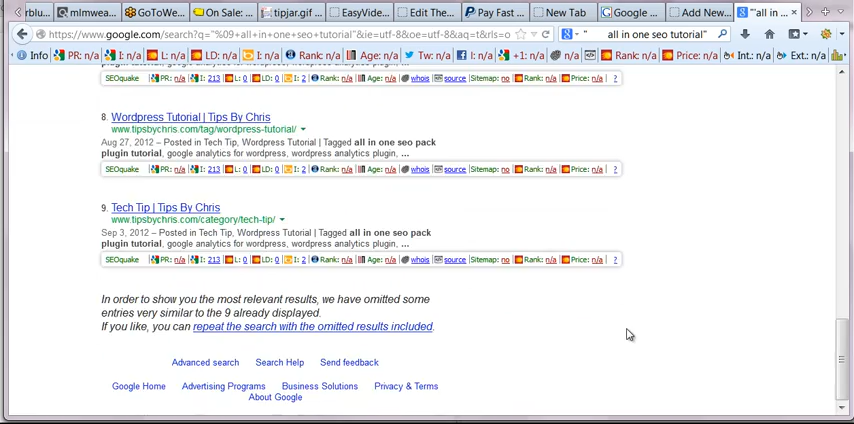 rblu...
mlmwea...
GoToWe...
On Sale: ...
tipjar.gif ...
EasyVide...
Edit The...
Pay Fast ...
New Tab
Google ...
Add New...
"all in o...
https://www.google.com/search?q="%09+all+in+one+seo+tutorial"&ie=utf-8&oe=utf-8&aq=t&rls=o
" all in one seo tutorial"
PR: n/a I: n/a L: n/a LD: n/a I: n/a Rank: n/a Age: n/a Tw: n/a l: n/a +1: n/a n/a Rank: n/a Price: n/a Int.: n/a Ext.: n/a
plugin tutorial, google analytics for wordpress, wordpress analytics plugin, ...
SEOquake PR: n/a I: 213 L: 0 LD: 0 I: 2 Rank: n/a Age: n/a whois source Sitemap: no Rank: n/a Price: n/a ?
8. Wordpress Tutorial | Tips By Chris
www.tipsbychris.com/tag/wordpress-tutorial/
Aug 27, 2012 – Posted in Tech Tip, Wordpress Tutorial | Tagged all in one seo pack
plugin tutorial, google analytics for wordpress, wordpress analytics plugin, ...
SEOquake PR: n/a I: 213 L: 0 LD: 0 I: 2 Rank: n/a Age: n/a whois source Sitemap: no Rank: n/a Price: n/a ?
9. Tech Tip | Tips By Chris
www.tipsbychris.com/category/tech-tip/
Sep 3, 2012 – Posted in Tech Tip, Wordpress Tutorial | Tagged all in one seo pack
plugin tutorial, google analytics for wordpress, wordpress analytics plugin, ...
SEOquake PR: n/a I: 213 L: 0 LD: 0 I: 2 Rank: n/a Age: n/a whois source Sitemap: no Rank: n/a Price: n/a ?
In order to show you the most relevant results, we have omitted some
entries very similar to the 9 already displayed.
If you like, you can repeat the search with the omitted results included.
Advanced search Search Help Send feedback
Google Home Advertising Programs Business Solutions Privacy & Terms
About Google